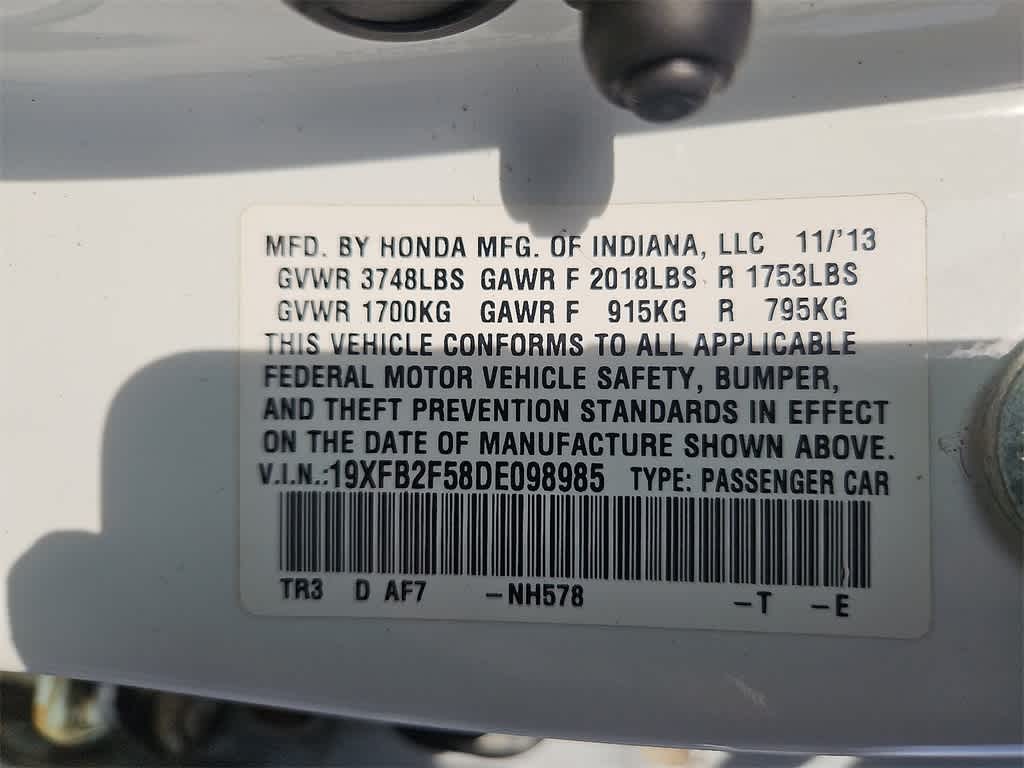 MFD. BY HONDA MFG. OF INDIANA, LLC 11/'13
GVWR 3748LBS GAWR F 2018LBS R 1753LBS
GVWR 1700KG GAWR F 915KG R 795KG
THIS VEHICLE CONFORMS TO ALL APPLICABLE
FEDERAL MOTOR VEHICLE SAFETY, BUMPER,
AND THEFT PREVENTION STANDARDS IN EFFECT
ON THE DATE OF MANUFACTURE SHOWN ABOVE.
V.I.N.:19XFB2F58DE098985 TYPE: PASSENGER CAR
TR3 D AF7 -NH578 -T -E